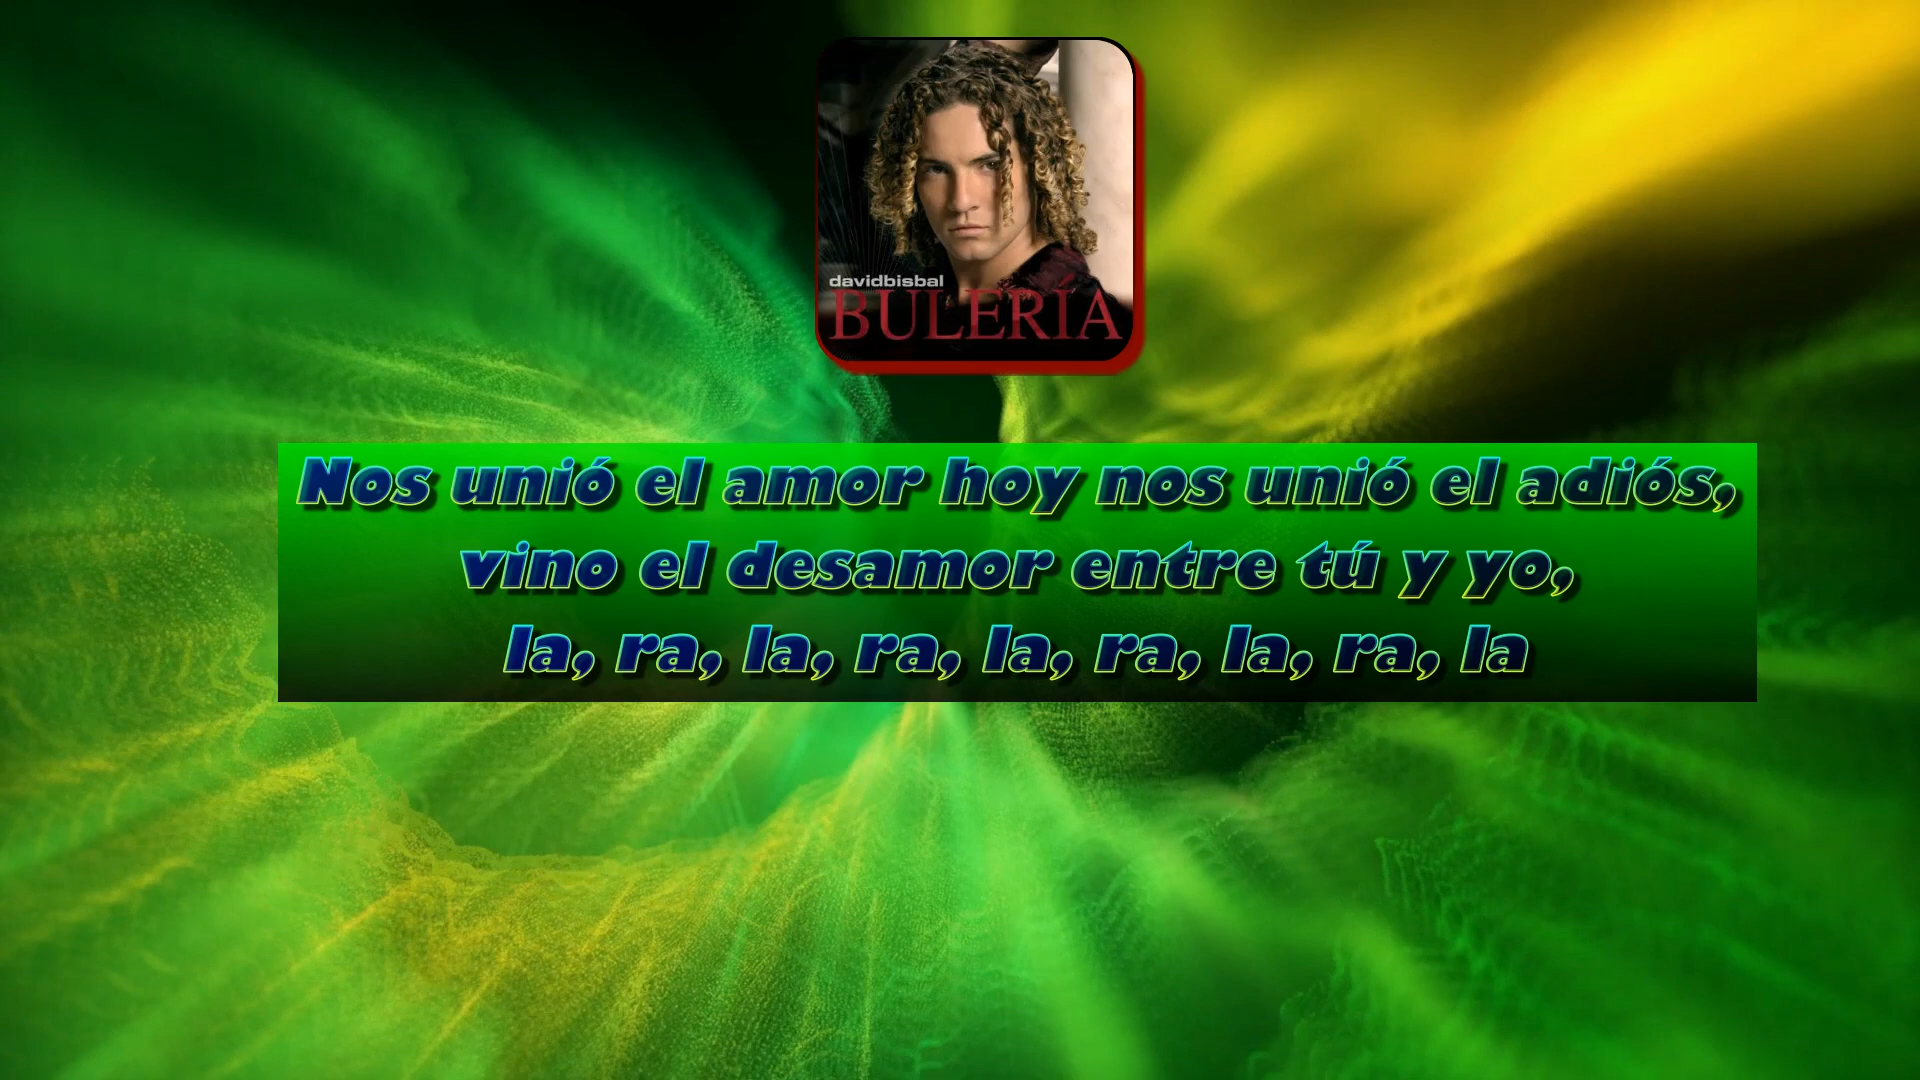 davidbisbal
BULERÍA
Nos unió el amor hoy nos unió el adiós,
vino el desamor entre tú y yo,
la, ra, la, ra, la, ra, la, ra, la